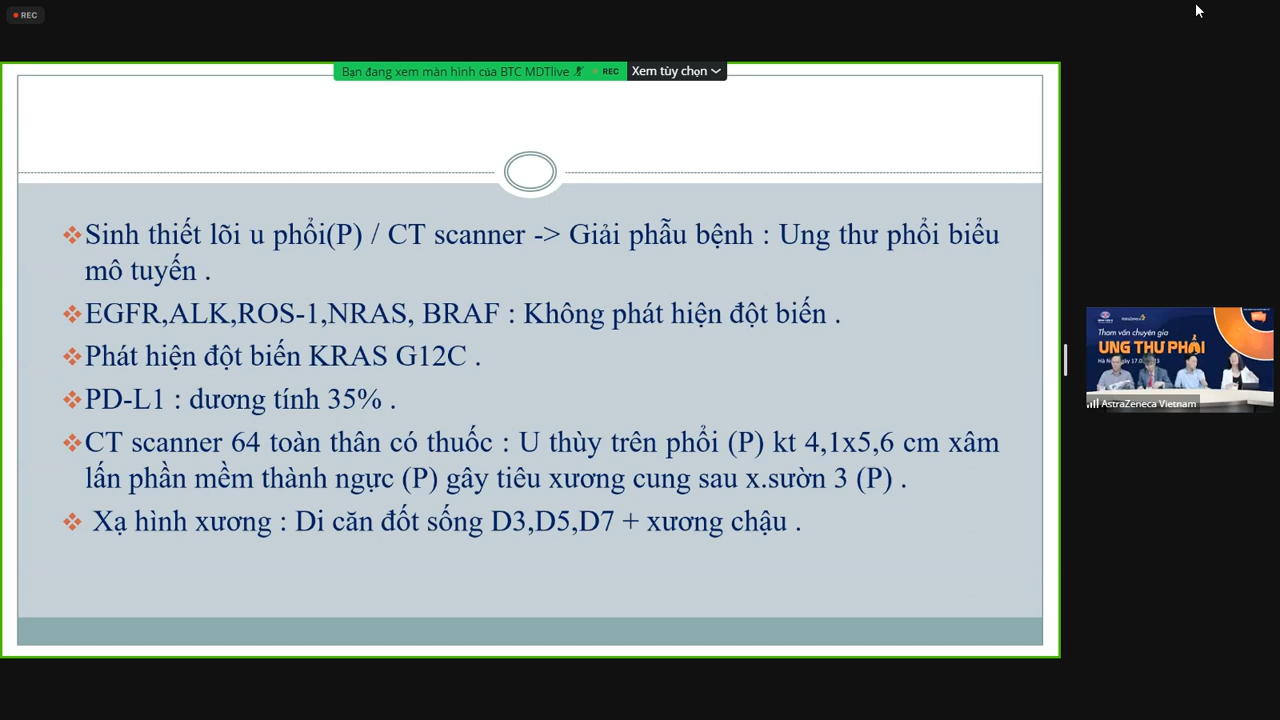 REC
Bạn đang xem màn hình của BTC MDTlive
REC
Xem tùy chọn
Sinh thiết lõi u phổi(P) / CT scanner -> Giải phẫu bệnh : Ung thư phổi biểu
mô tuyến .
EGFR,ALK,ROS-1,NRAS, BRAF : Không phát hiện đột biến .
Phát hiện đột biến KRAS G12C .
PD-L1 : dương tính 35% .
CT scanner 64 toàn thân có thuốc : U thùy trên phổi (P) kt 4,1x5,6 cm xâm
lấn phần mềm thành ngực (P) gây tiêu xương cung sau x.sườn 3 (P) .
Xạ hình xương : Di căn đốt sống D3,D5,D7 + xương chậu .
AstraZeneca
Tham vấn chuyên gia
UNG THƯ PHỔI
AstraZeneca Vietnam